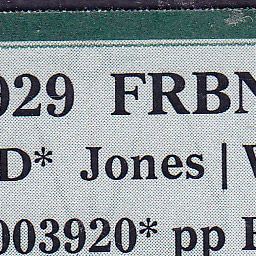 929 FRBN
D* Jones | W
003920* pp F